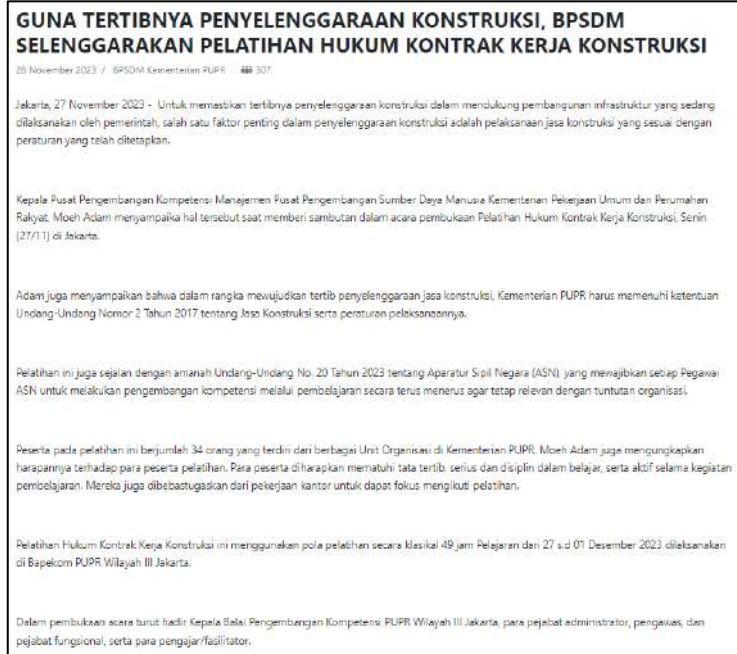 GUNA TERTIBNYA PENYELENGGARAAN KONSTRUKSI, BPSDM
SELENGGARAKAN PELATIHAN HUKUM KONTRAK KERJA KONSTRUKSI
28 November 2023 / BPSDM Kementerian PUPR 307
Jakarta, 27 November 2023 - Untuk memastikan tertibnya penyelenggaraan konstruksi dalam mendukung pembangunan infrastruktur yang sedang
dilaksanakan oleh pemerintah, salah satu faktor penting dalam penyelenggaraan konstruksi adalah pelaksanaan jasa konstruksi yang sesuai dengan
peraturan yang telah ditetapkan.
Kepala Pusat Pengembangan Kompetensi Manajemen Pusat Pengembangan Sumber Daya Manusia Kementerian Pekerjaan Umum dan Perumahan
Rakyat, Moeh Adam menyampaika hal tersebut saat memberi sambutan dalam acara pembukaan Pelatihan Hukum Kontrak Kerja Konstruksi, Senin
(27/11) di Jakarta.
Adam juga menyampaikan bahwa dalam rangka mewujudkan tertib penyelenggaraan jasa konstruksi, Kementerian PUPR harus memenuhi ketentuan
Undang-Undang Nomor 2 Tahun 2017 tentang Jasa Konstruksi serta peraturan pelaksanaannya.
Pelatihan ini juga sejalan dengan amanah Undang-Undang No. 20 Tahun 2023 tentang Aparatur Sipil Negara (ASN), yang mewajibkan setiap Pegawai
ASN untuk melakukan pengembangan kompetensi melalui pembelajaran secara terus menerus agar tetap relevan dengan tuntutan organisasi.
Peserta pada pelatihan ini berjumlah 34 orang yang terdiri dari berbagai Unit Organisasi di Kementerian PUPR. Moeh Adam juga mengungkapkan
harapannya terhadap para peserta pelatihan. Para peserta diharapkan mematuhi tata tertib, serius dan disiplin dalam belajar, serta aktif selama kegiatan
pembelajaran. Mereka juga dibebastugaskan dari pekerjaan kantor untuk dapat fokus mengikuti pelatihan.
Pelatihan Hukum Kontrak Kerja Konstruksi ini menggunakan pola pelatihan secara klasikal 49 jam Pelajaran dari 27 s.d 01 Desember 2023 dilaksanakan
di Bapekom PUPR Wilayah III Jakarta.
Dalam pembukaan acara turut hadir Kepala Balai Pengembangan Kompetensi PUPR Wilayah III Jakarta, para pejabat administrator, pengawas, dan
pejabat fungsional, serta para pengajar/fasilitator.